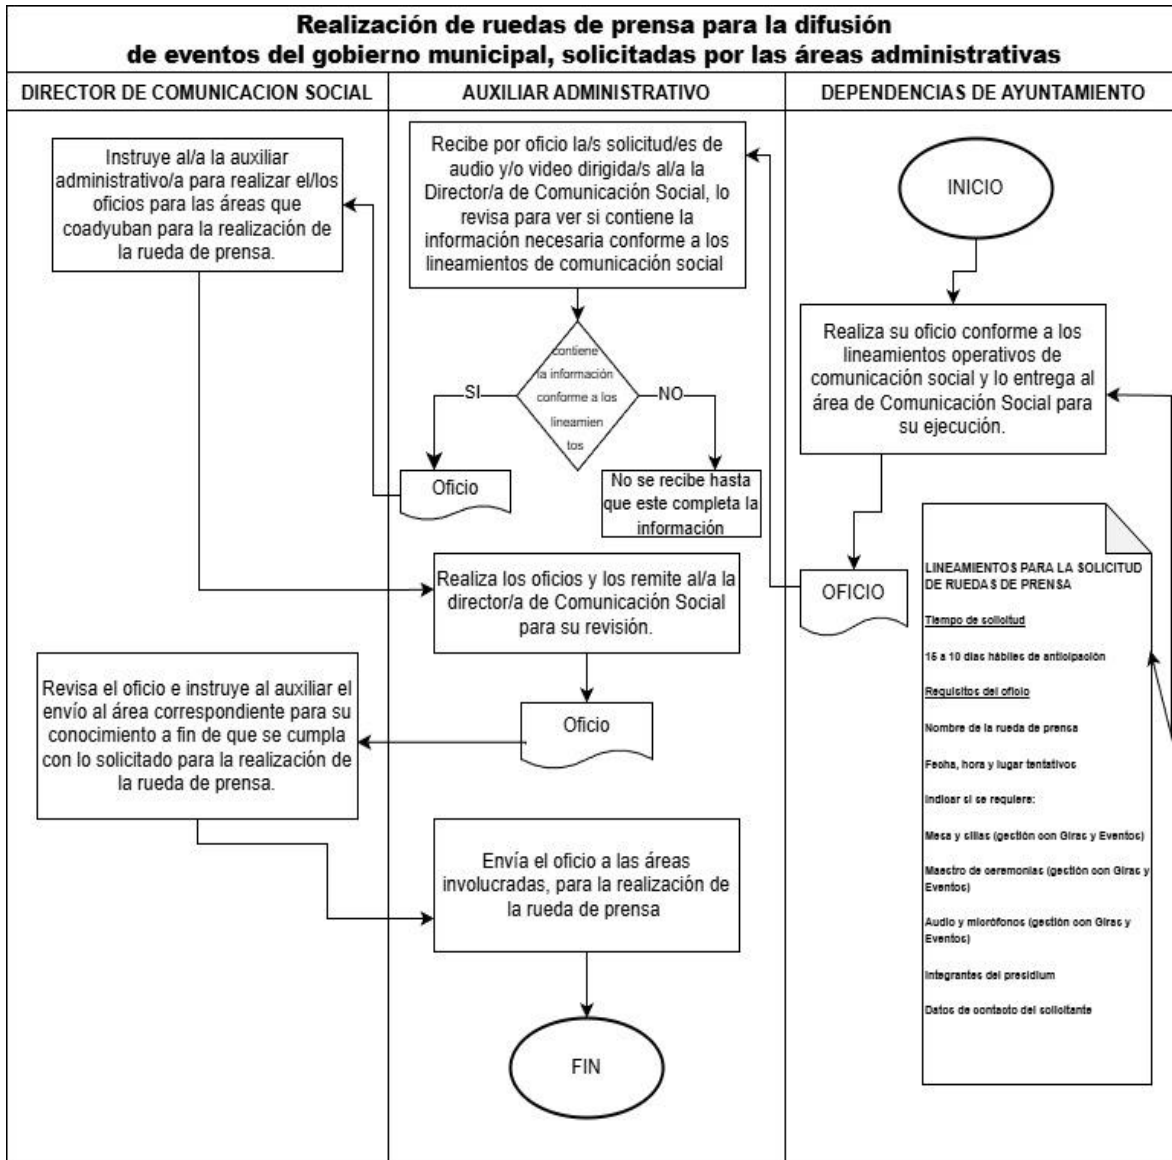 Realización de ruedas de prensa para la difusión
de eventos del gobierno municipal, solicitadas por las áreas administrativas
DIRECTOR DE COMUNICACION SOCIAL
AUXILIAR ADMINISTRATIVO
DEPENDENCIAS DE AYUNTAMIENTO
Instruye al/a la auxiliar
administrativo/a para realizar el/los
oficios para las áreas que
coadyuban para la realización de
la rueda de prensa.
Recibe por oficio la/s solicitud/es de
audio y/o video dirigida/s al/a la
Director/a de Comunicación Social, lo
revisa para ver si contiene la
información necesaria conforme a los
lineamientos de comunicación social
INICIO
Realiza su oficio conforme a los
lineamientos operativos de
comunicación social y lo entrega al
área de Comunicación Social para
su ejecución.
contiene
la información
conforme a los
lineamien
tos
SI
NO
Oficio
No se recibe hasta
que este completa la
información
OFICIO
Realiza los oficios y los remite al/a la
director/a de Comunicación Social
para su revisión.
Oficio
Revisa el oficio e instruye al auxiliar el
envío al área correspondiente para su
conocimiento a fin de que se cumpla
con lo solicitado para la realización de
la rueda de prensa.
Envía el oficio a las áreas
involucradas, para la realización de
la rueda de prensa
FIN
LINEAMIENTOS PARA LA SOLICITUD
DE RUEDAS DE PRENSA
Tiempo de solicitud
15 a 10 días hábiles de anticipación
Requisitos del oficio
Nombre de la rueda de prensa
Fecha, hora y lugar tentativos
Indicar si se requiere:
Mesa y sillas (gestión con Giras y Eventos)
Maestro de ceremonias (gestión con Giras y
Eventos)
Audio y micrófonos (gestión con Giras y
Eventos)
Integrantes del presidium
Datos de contacto del solicitante